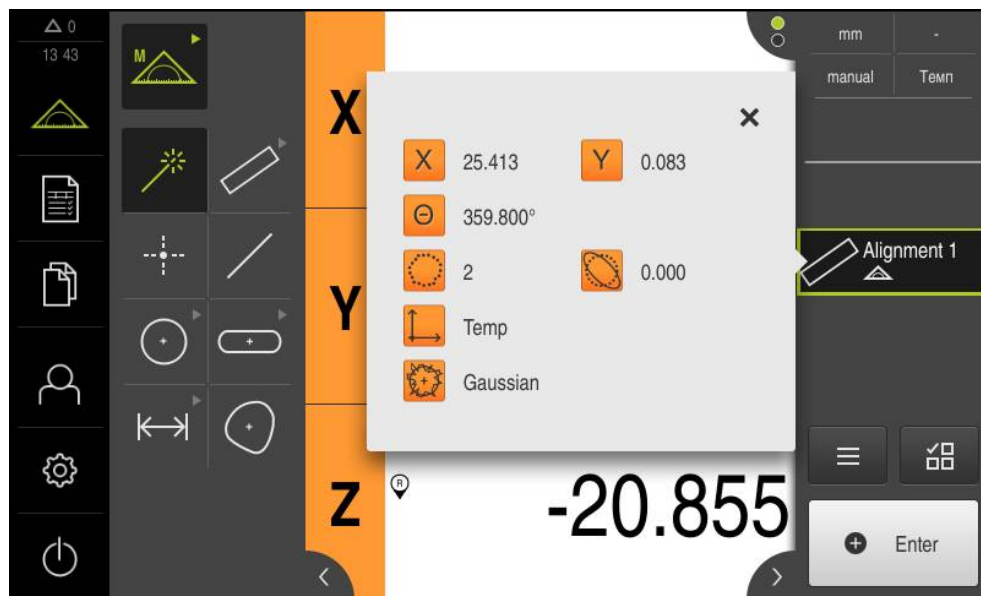 0
13 43
M
X
Y
Z
R
-20.855
X 25.413 Y 0.083
Θ 359.800°
2 0.000
Temp
Gaussian
mm -
manual Темп
Alignment 1
Enter